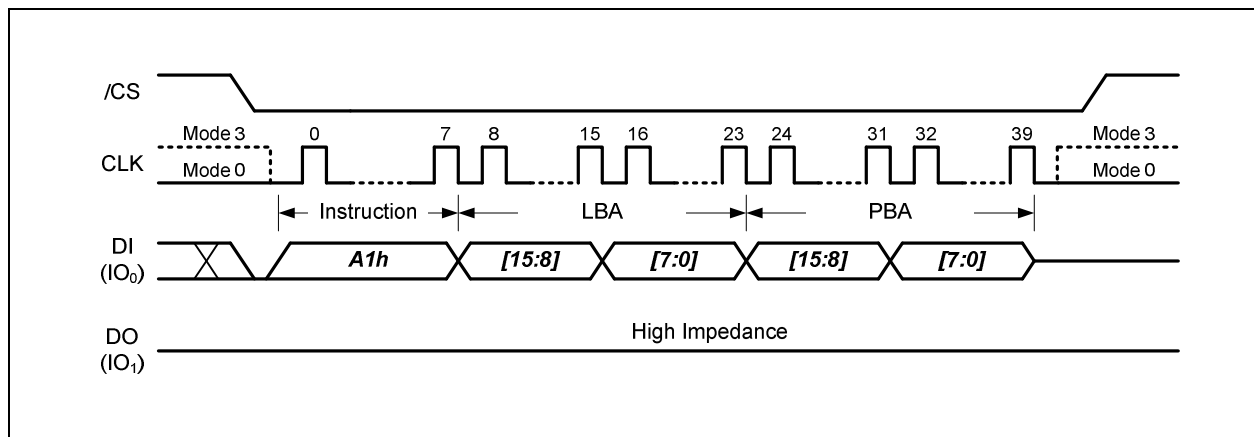 /CS
Mode 3 0 7 8 15 16 23 24 31 32 39 Mode 3
CLK
Mode 0 Mode 0
Instruction LBA PBA
DI
(IO₀)
A1h [15:8] [7:0] [15:8] [7:0]
High Impedance
DO
(IO₁)